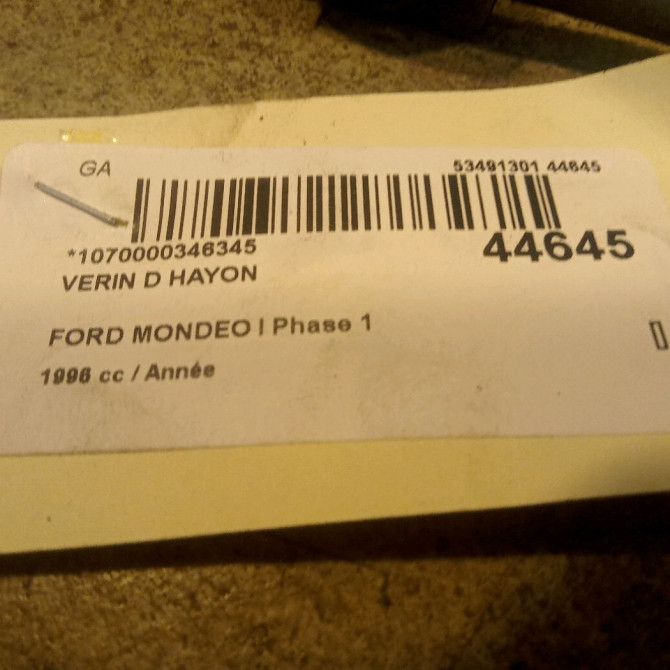 GA
53491301 44645
*1070000346345
44645
VERIN D HAYON
FORD MONDEO I Phase 1
1996 cc / Année